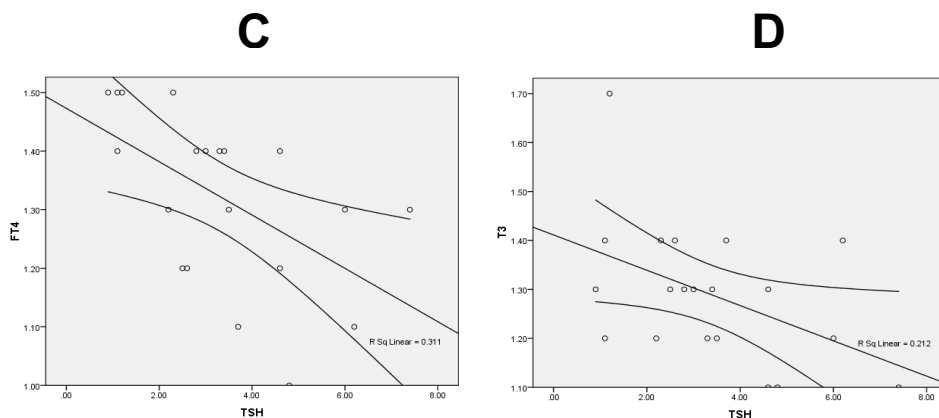 C
D
FT4
1.50
1.40
1.30
1.20
1.10
1.00
R Sq Linear = 0.311
.00 2.00 4.00 6.00 8.00
TSH
T3
1.70
1.60
1.50
1.40
1.30
1.20
1.10
R Sq Linear = 0.212
.00 2.00 4.00 6.00 8.00
TSH